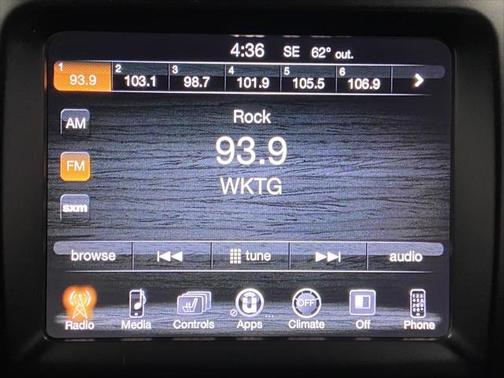 4:36 SE 62° out.
1 2 3 4 5 6
93.9 103.1 98.7 101.9 105.5 106.9
AM
Rock
93.9
FM
WKTG
sxm
browse tune audio
OFF
Radio Media Controls Apps Climate Off Phone